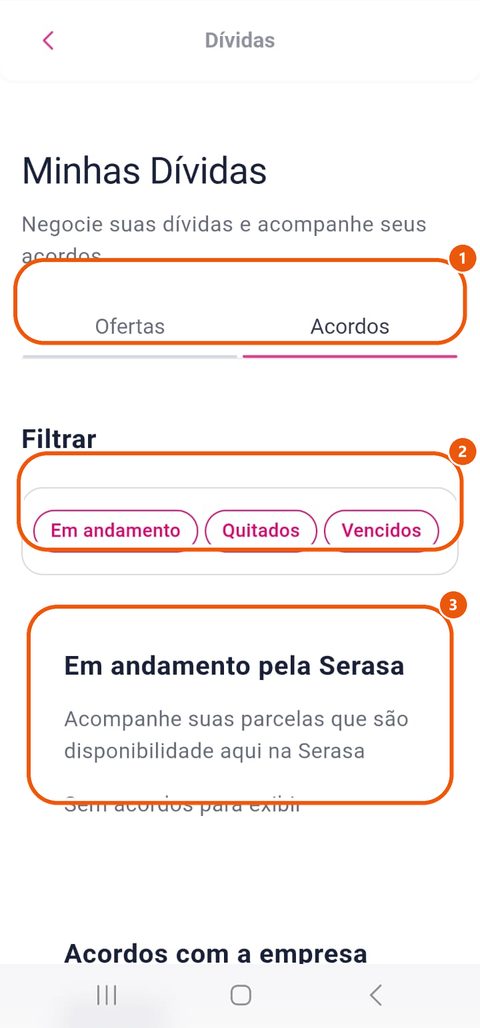 Dívidas
Minhas Dívidas
Negocie suas dívidas e acompanhe seus
acordos
1
Ofertas
Acordos
Filtrar
2
Em andamento
Quitados
Vencidos
3
Em andamento pela Serasa
Acompanhe suas parcelas que são
disponibilidade aqui na Serasa
Sem acordos para exibir
Acordos com a empresa